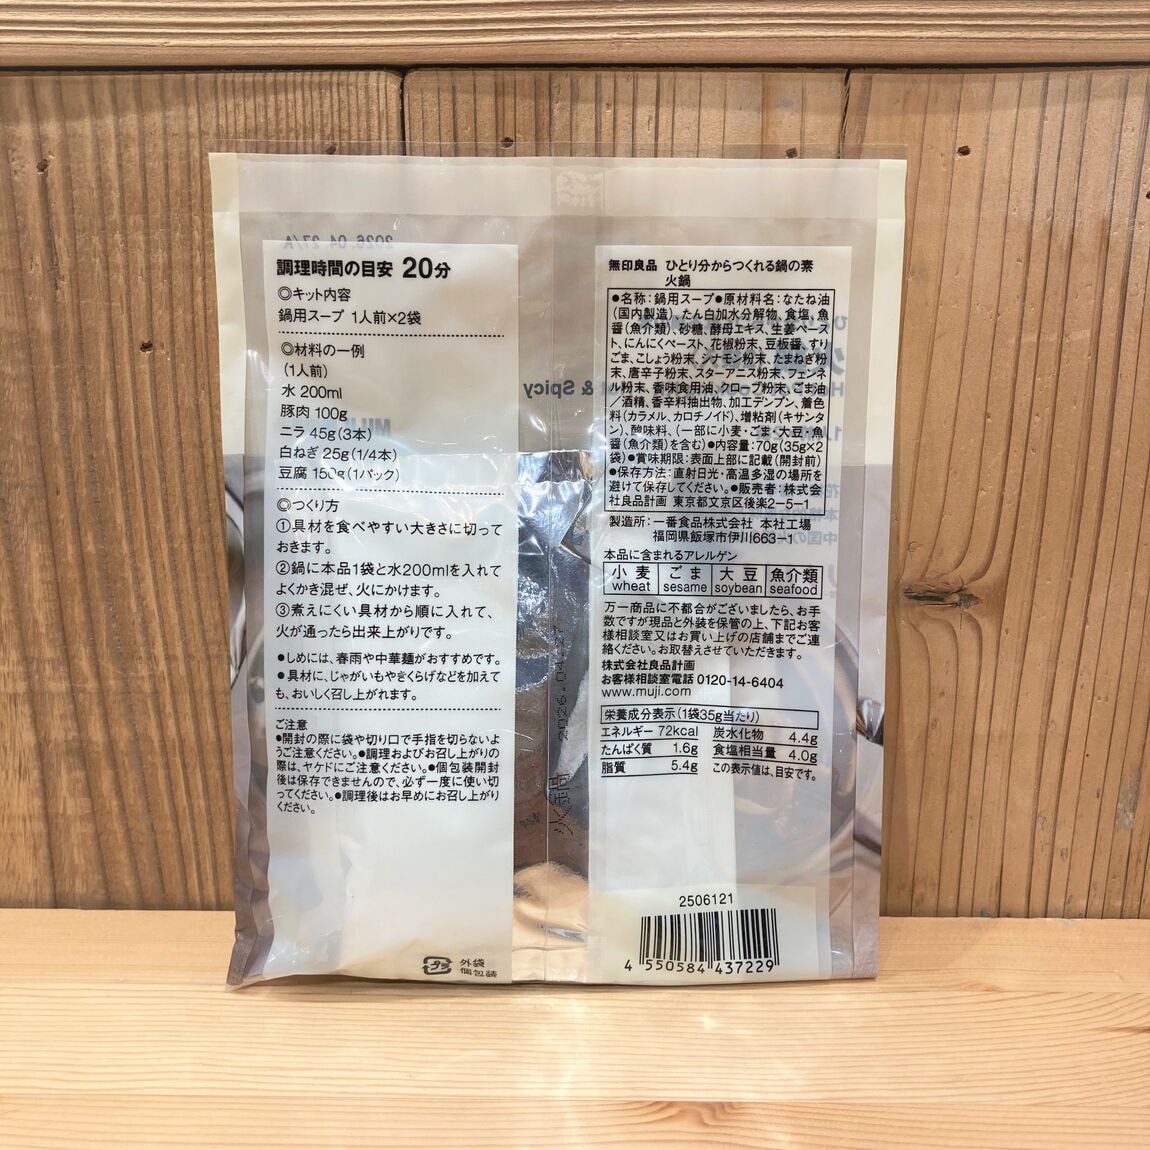 2026. 04. 27/A
調理時間の目安 20分
◎キット内容
鍋用スープ 1人前×2袋
◎材料の一例
(1人前)
水 200ml
豚肉 100g
ニラ 45g(3本)
白ねぎ 25g(1/4本)
豆腐 150g(1パック)
◎つくり方
①具材を食べやすい大きさに切って
おきます。
②鍋に本品1袋と水200mlを入れて
よくかき混ぜ、火にかけます。
③煮えにくい具材から順に入れて、
火が通ったら出来上がりです。
●しめには、春雨や中華麺がおすすめです。
●具材に、じゃがいもやきくらげなどを加えて
も、おいしく召し上がれます。
ご注意
●開封の際に袋や切り口で手指を切らないよ
うご注意ください。●調理およびお召し上がりの
際は、ヤケドにご注意ください。●個包装開封
後は保存できませんので、必ず一度に使い切
ってください。●調理後はお早めにお召し上がり
ください。
プラ
外袋
個包装
& Spicy
無印良品 ひとり分からつくれる鍋の素
火鍋
●名称:鍋用スープ●原材料名:なたね油
(国内製造)、たん白加水分解物、食塩、魚
醤(魚介類)、砂糖、酵母エキス、生姜ペース
ト、にんにくペースト、花椒粉末、豆板醤、すり
ごま、こしょう粉末、シナモン粉末、たまねぎ粉
末、唐辛子粉末、スターアニス粉末、フェンネ
ル粉末、香味食用油、クローブ粉末、ごま油
/酒精、香辛料抽出物、加工デンプン、着色
料(カラメル、カロチノイド)、増粘剤(キサンタ
ン)、酸味料、(一部に小麦・ごま・大豆・魚
醤(魚介類)を含む)●内容量:70g(35g×2
袋)●賞味期限:表面上部に記載(開封前)
●保存方法:直射日光・高温多湿の場所を
避けて保存してください。●販売者:株式会
社良品計画 東京都文京区後楽2-5-1
製造所:一番食品株式会社 本社工場
福岡県飯塚市伊川663-1
本品に含まれるアレルゲン
小麦 ごま 大豆 魚介類
wheat sesame soybean seafood
万一商品に不都合がございましたら、お手
数ですが現品と外装を保管の上、下記お客
様相談室又はお買い上げの店舗までご連
絡ください。お取替えさせていただきます。
株式会社良品計画
お客様相談室電話 0120-14-6404
www.muji.com
栄養成分表示(1袋35g当たり)
エネルギー 72kcal 炭水化物 4.4g
たんぱく質 1.6g 食塩相当量 4.0g
脂質 5.4g この表示値は、目安です。
2506121
4 550584 437229